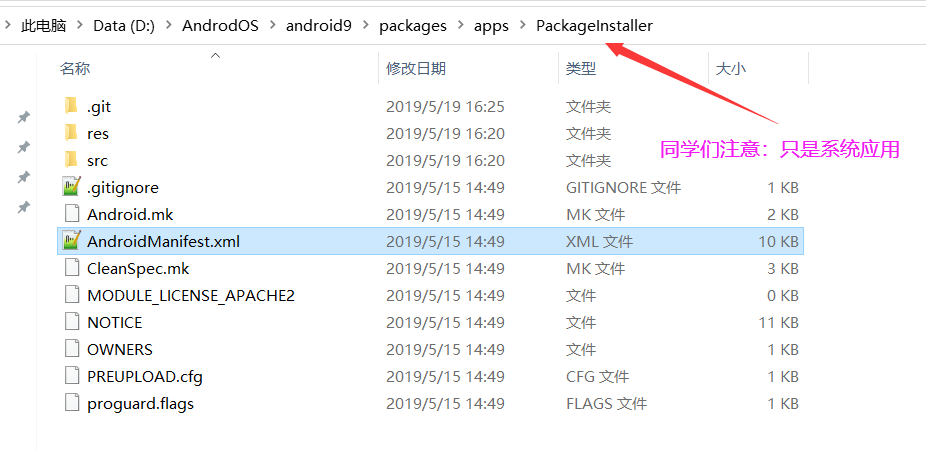 此电脑 > Data (D:) > AndrodOS > android9 > packages > apps > PackageInstaller
名称 修改日期 类型 大小
.git 2019/5/19 16:25 文件夹
res 2019/5/19 16:20 文件夹
src 2019/5/19 16:20 文件夹
同学们注意：只是系统应用
.gitignore 2019/5/15 14:49 GITIGNORE 文件 1 KB
Android.mk 2019/5/15 14:49 MK 文件 2 KB
AndroidManifest.xml 2019/5/15 14:49 XML 文件 10 KB
CleanSpec.mk 2019/5/15 14:49 MK 文件 3 KB
MODULE_LICENSE_APACHE2 2019/5/15 14:49 文件 0 KB
NOTICE 2019/5/15 14:49 文件 11 KB
OWNERS 2019/5/15 14:49 文件 1 KB
PREUPLOAD.cfg 2019/5/15 14:49 CFG 文件 1 KB
proguard.flags 2019/5/15 14:49 FLAGS 文件 1 KB